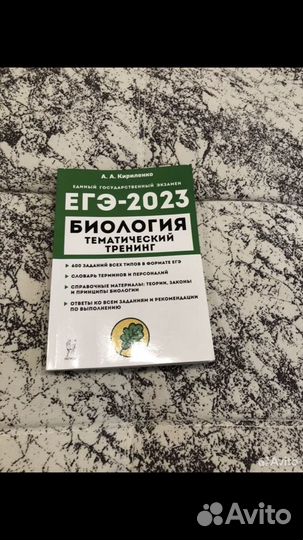 А. А. Кириленко
ЕДИНЫЙ ГОСУДАРСТВЕННЫЙ ЭКЗАМЕН
ЕГЭ-2023
БИОЛОГИЯ
ТЕМАТИЧЕСКИЙ
ТРЕНИНГ
600 ЗАДАНИЙ ВСЕХ ТИПОВ В ФОРМАТЕ ЕГЭ
СЛОВАРЬ ТЕРМИНОВ И ПЕРСОНАЛИЙ
СПРАВОЧНЫЕ МАТЕРИАЛЫ: ТЕОРИИ, ЗАКОНЫ
И ПРИНЦИПЫ БИОЛОГИИ
ОТВЕТЫ КО ВСЕМ ЗАДАНИЯМ И РЕКОМЕНДАЦИИ
ПО ВЫПОЛНЕНИЮ
Avito
Avito